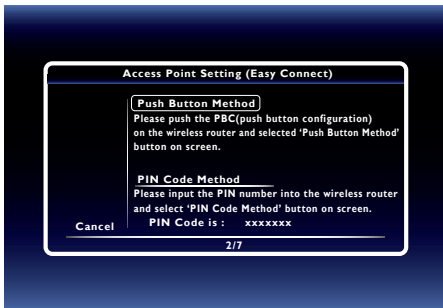 Access Point Setting (Easy Connect)
Push Button Method
Please push the PBC(push button configuration)
on the wireless router and selected ‘Push Button Method’
button on screen.
PIN Code Method
Please input the PIN number into the wireless router
and select ‘PIN Code Method’ button on screen.
PIN Code is : xxxxxxx
Cancel
2/7